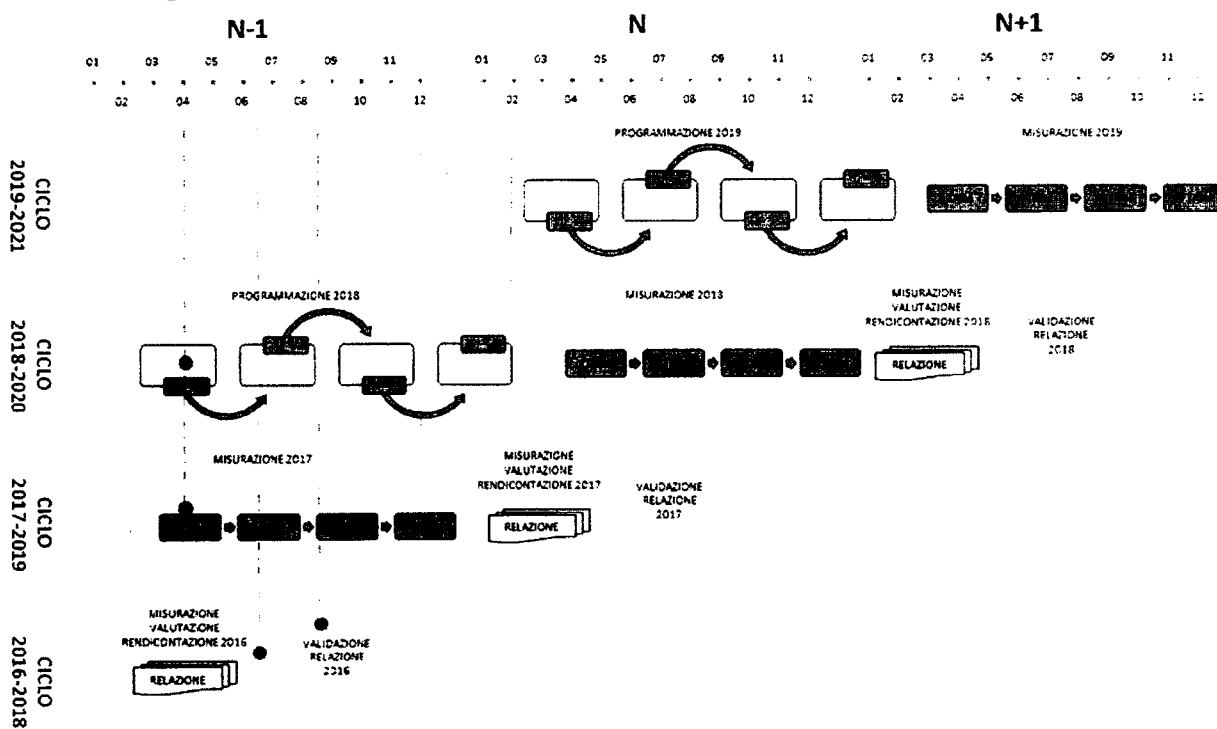 N-1 N N+1
01 03 05 07 09 11 01 03 05 07 09 11 01 03 05 07 09 11
02 04 06 08 10 12 02 04 06 08 10 12 02 04 06 08 10 12
PROGRAMMAZIONE 2019 MISURAZIONE 2019
CICLO
2019-2021
PROGRAMMAZIONE 2018 MISURAZIONE 2018
MISURAZIONE
VALUTAZIONE
RENDICONTAZIONE 2018
VALIDAZIONE
RELAZIONE
2018
RELAZIONE
CICLO
2018-2020
MISURAZIONE 2017
MISURAZIONE
VALUTAZIONE
RENDICONTAZIONE 2017
VALIDAZIONE
RELAZIONE
2017
RELAZIONE
CICLO
2017-2019
MISURAZIONE
VALUTAZIONE
RENDICONTAZIONE 2016
VALIDAZIONE
RELAZIONE
2016
RELAZIONE
CICLO
2016-2018